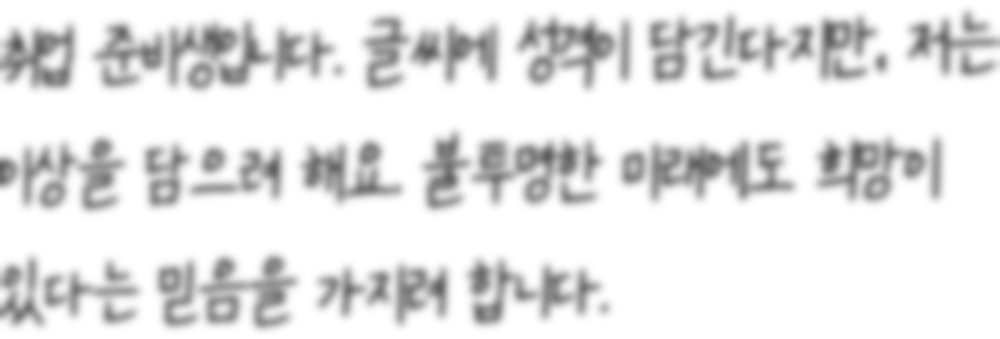 취업 준비생입니다. 글씨에 성격이 담긴다지만, 저는
이상을 담으려 해요. 불투명한 미래에도 희망이
있다는 믿음을 가지려 합니다.